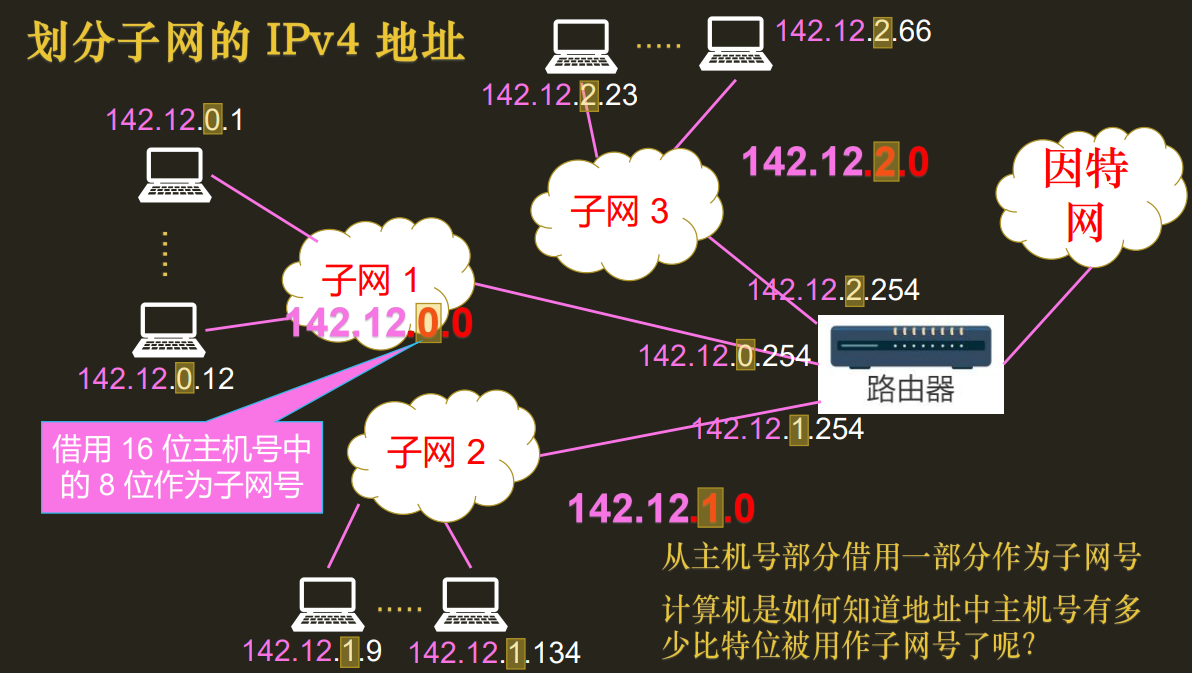 划分子网的 IPv4 地址
142.12.2.66
142.12.2.23
142.12.0.1
142.12.2.0
因特
网
子网 3
子网 1
142.12.0.0
142.12.2.254
142.12.0.254
路由器
142.12.0.12
142.12.1.254
借用 16 位主机号中
的 8 位作为子网号
子网 2
142.12.1.0
从主机号部分借用一部分作为子网号
计算机是如何知道地址中主机号有多
少比特位被用作子网号了呢?
142.12.1.9
142.12.1.134